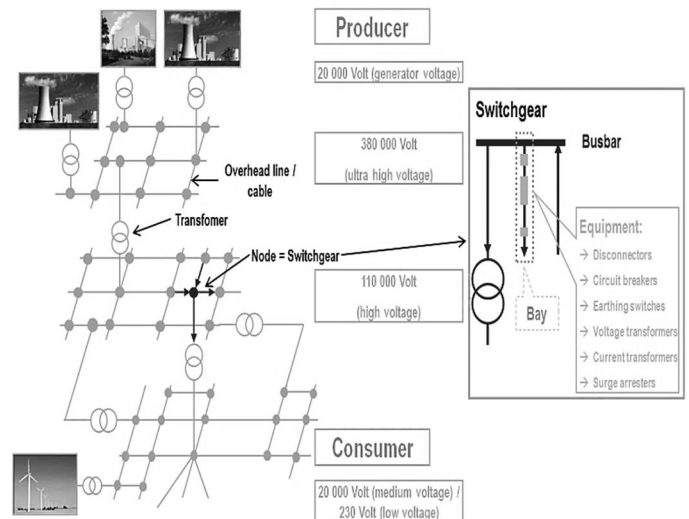 Producer
20 000 Volt (generator voltage)
380 000 Volt
(ultra high voltage)
Overhead line /
cable
Transfomer
Node = Switchgear
110 000 Volt
(high voltage)
Consumer
20 000 Volt (medium voltage) /
230 Volt (low voltage)
Switchgear
Busbar
Equipment:
→ Disconnectors
→ Circuit breakers
→ Earthing switches
→ Voltage transformers
→ Current transformers
→ Surge arresters
Bay